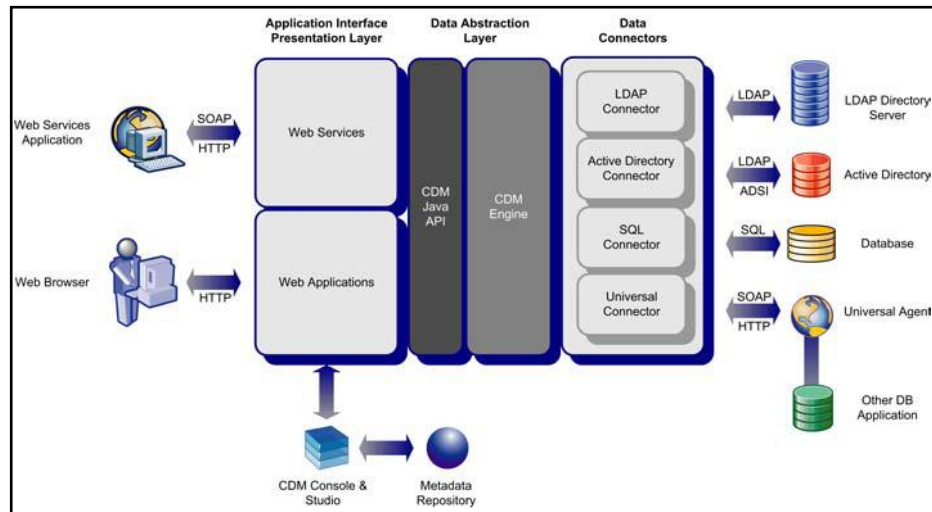 Application Interface
Presentation Layer
Data Abstraction
Layer
Data
Connectors
Web Services
Application
SOAP
HTTP
Web Services
Web Browser
HTTP
Web Applications
CDM
Java
API
CDM
Engine
LDAP
Connector
Active Directory
Connector
SQL
Connector
Universal
Connector
LDAP
LDAP Directory
Server
LDAP
ADSI
Active Directory
SQL
Database
SOAP
HTTP
Universal Agent
Other DB
Application
CDM Console &
Studio
Metadata
Repository